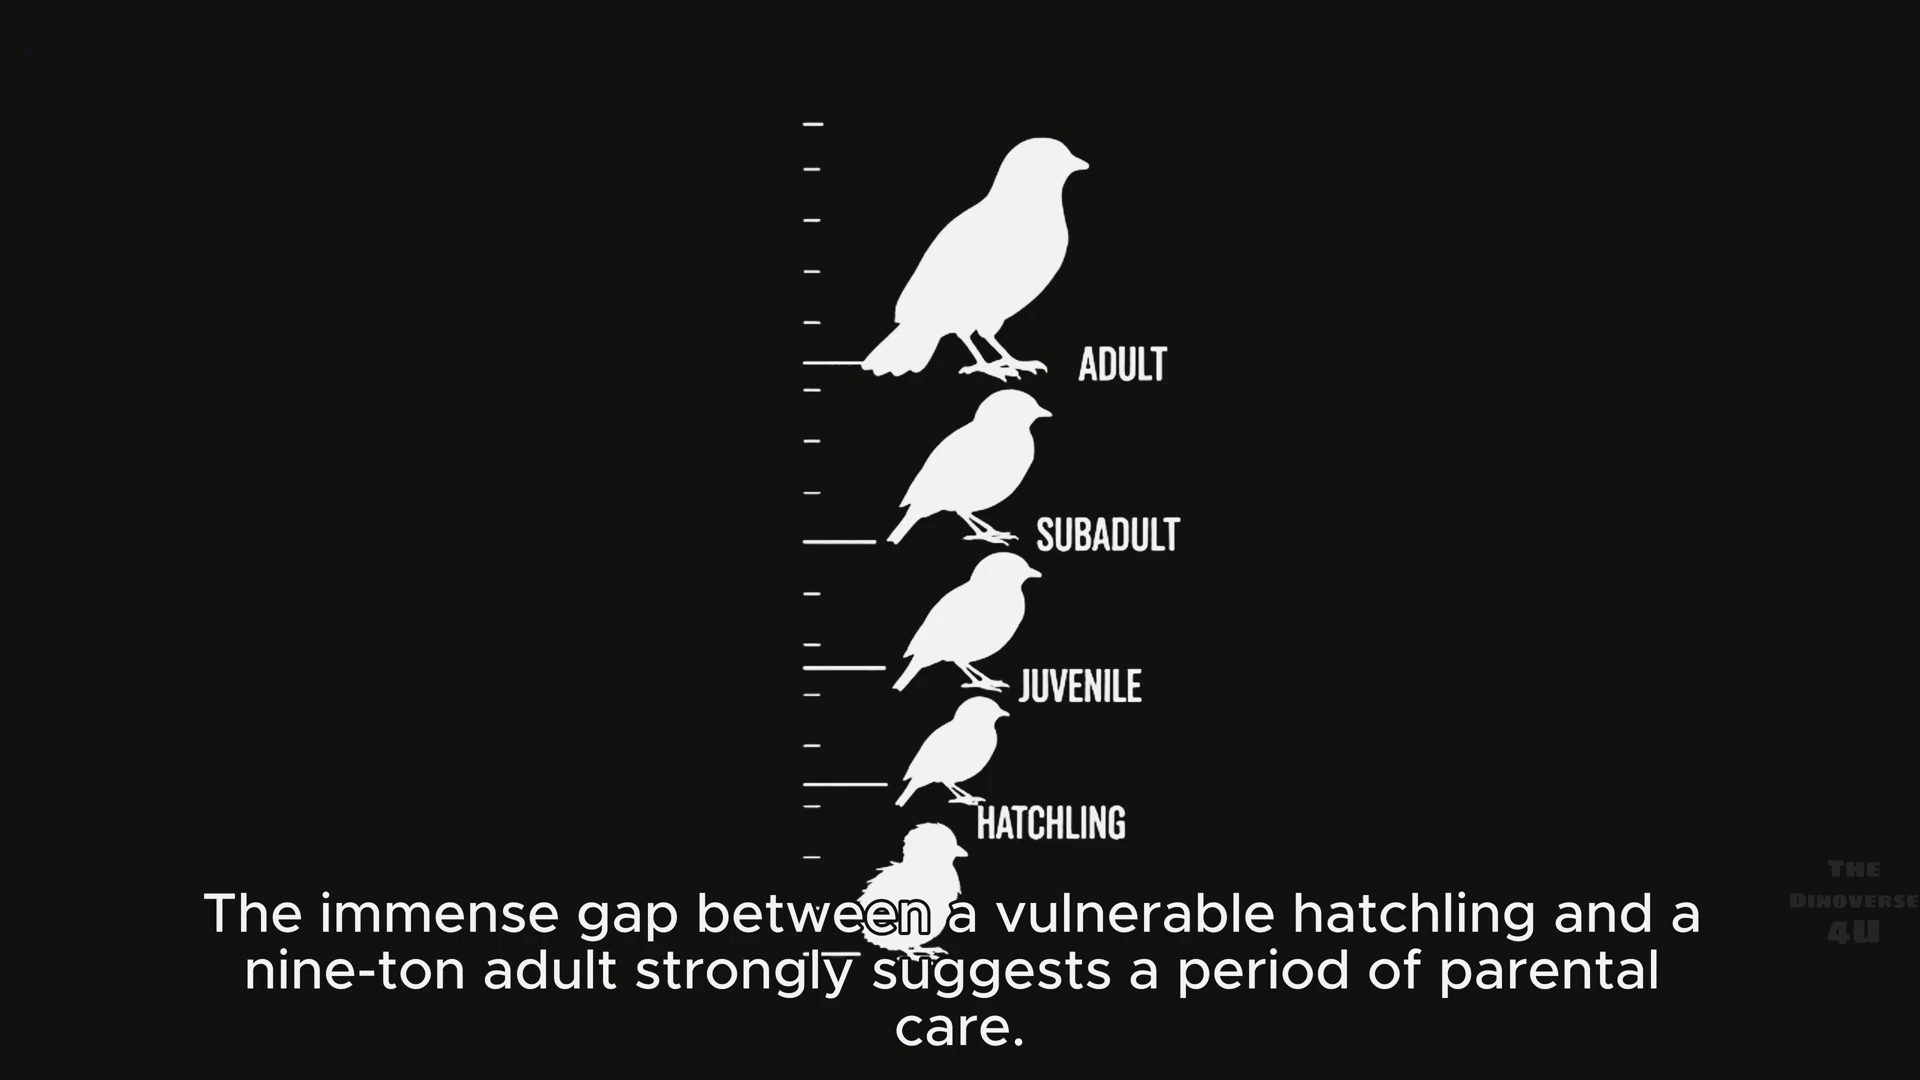 ADULT
SUBADULT
JUVENILE
HATCHLING
The immense gap between a vulnerable hatchling and a
nine-ton adult strongly suggests a period of parental
care.
The
Dinoverse
4U